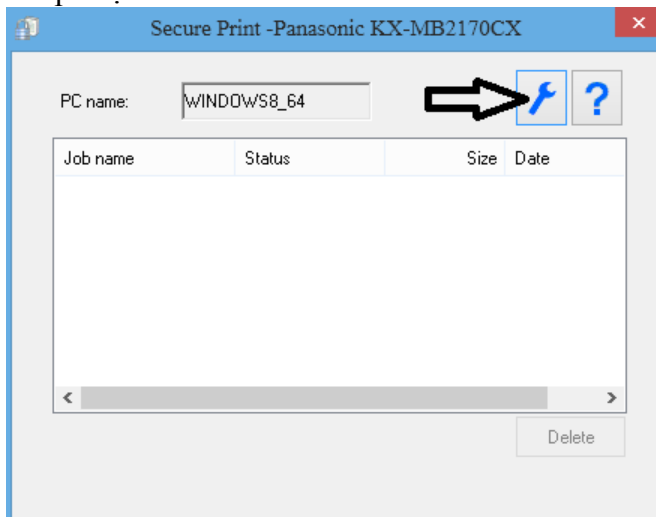 Secure Print -Panasonic KX-MB2170CX
PC name: WINDOWS8_64
Job name Status Size Date
Delete